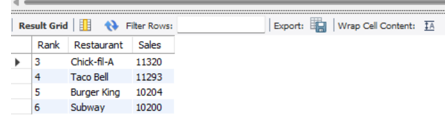 Result Grid Filter Rows: Export: Wrap Cell Content: IA
Rank Restaurant Sales
3 Chick-fil-A 11320
4 Taco Bell 11293
5 Burger King 10204
6 Subway 10200